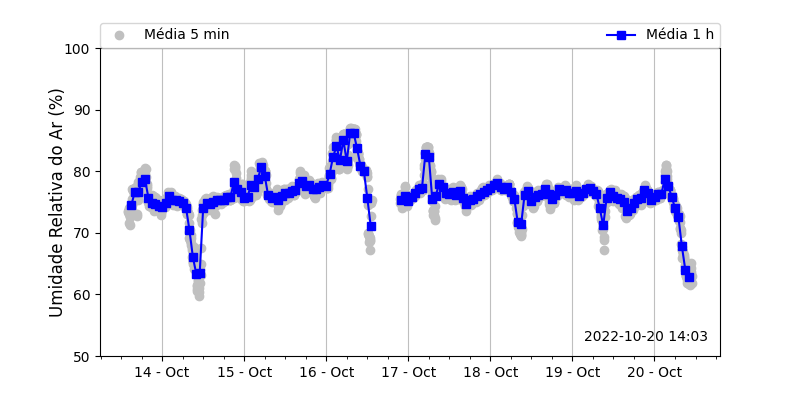 Média 5 min
Média 1 h
Umidade Relativa do Ar (%)
100
90
80
70
60
50
2022-10-20 14:03
14 - Oct
15 - Oct
16 - Oct
17 - Oct
18 - Oct
19 - Oct
20 - Oct